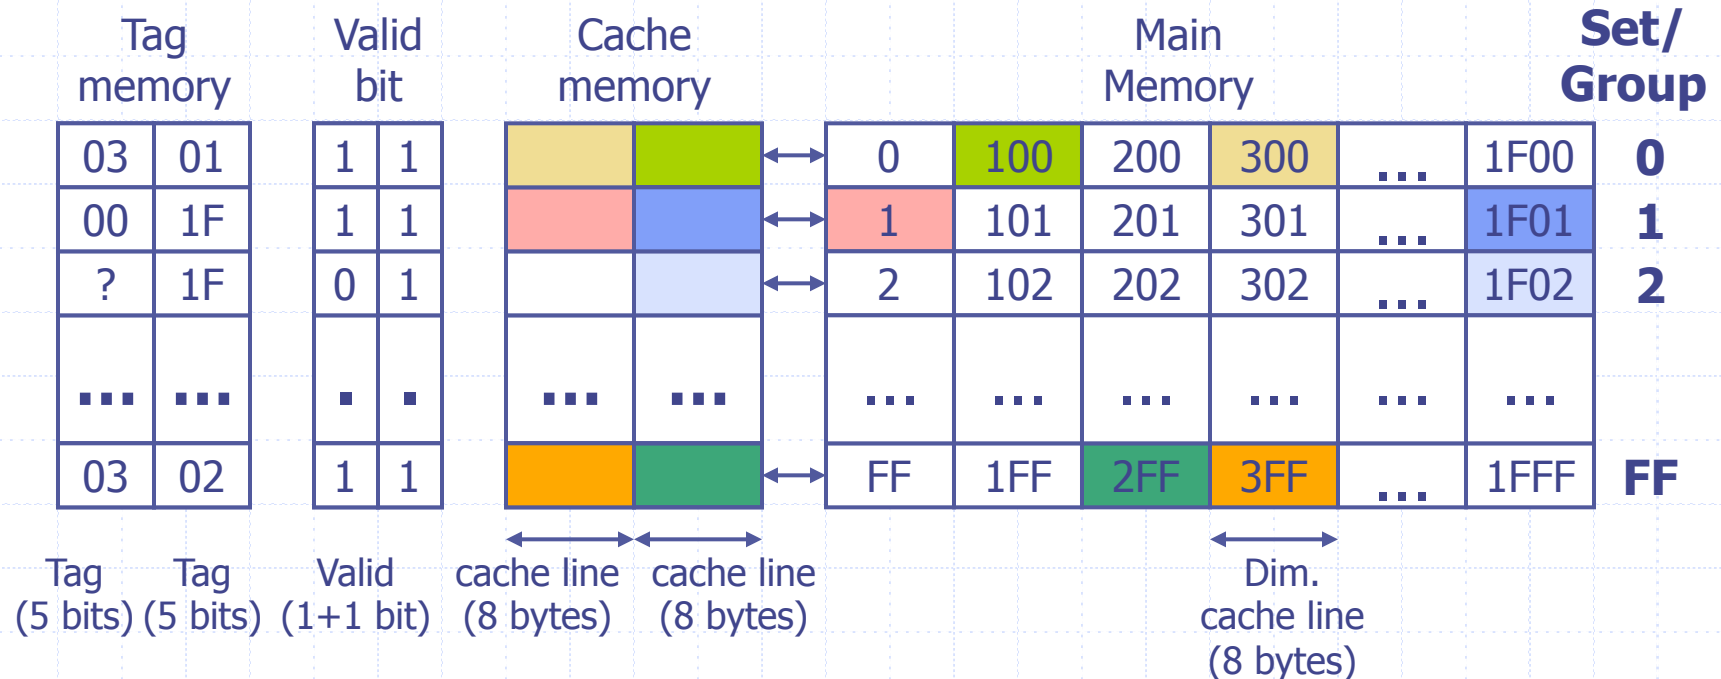 Tag memory
Valid bit
Cache memory
Main Memory
Set/ Group
03 01 1 1 0 100 200 300 ... 1F00 0
00 1F 1 1 1 101 201 301 ... 1F01 1
? 1F 0 1 2 102 202 302 ... 1F02 2
... ... . . ... ... ... ... ... ... ... ...
03 02 1 1 FF 1FF 2FF 3FF ... 1FFF FF
Tag
(5 bits)
Tag
(5 bits)
Valid
(1+1 bit)
cache line
(8 bytes)
cache line
(8 bytes)
Dim.
cache line
(8 bytes)